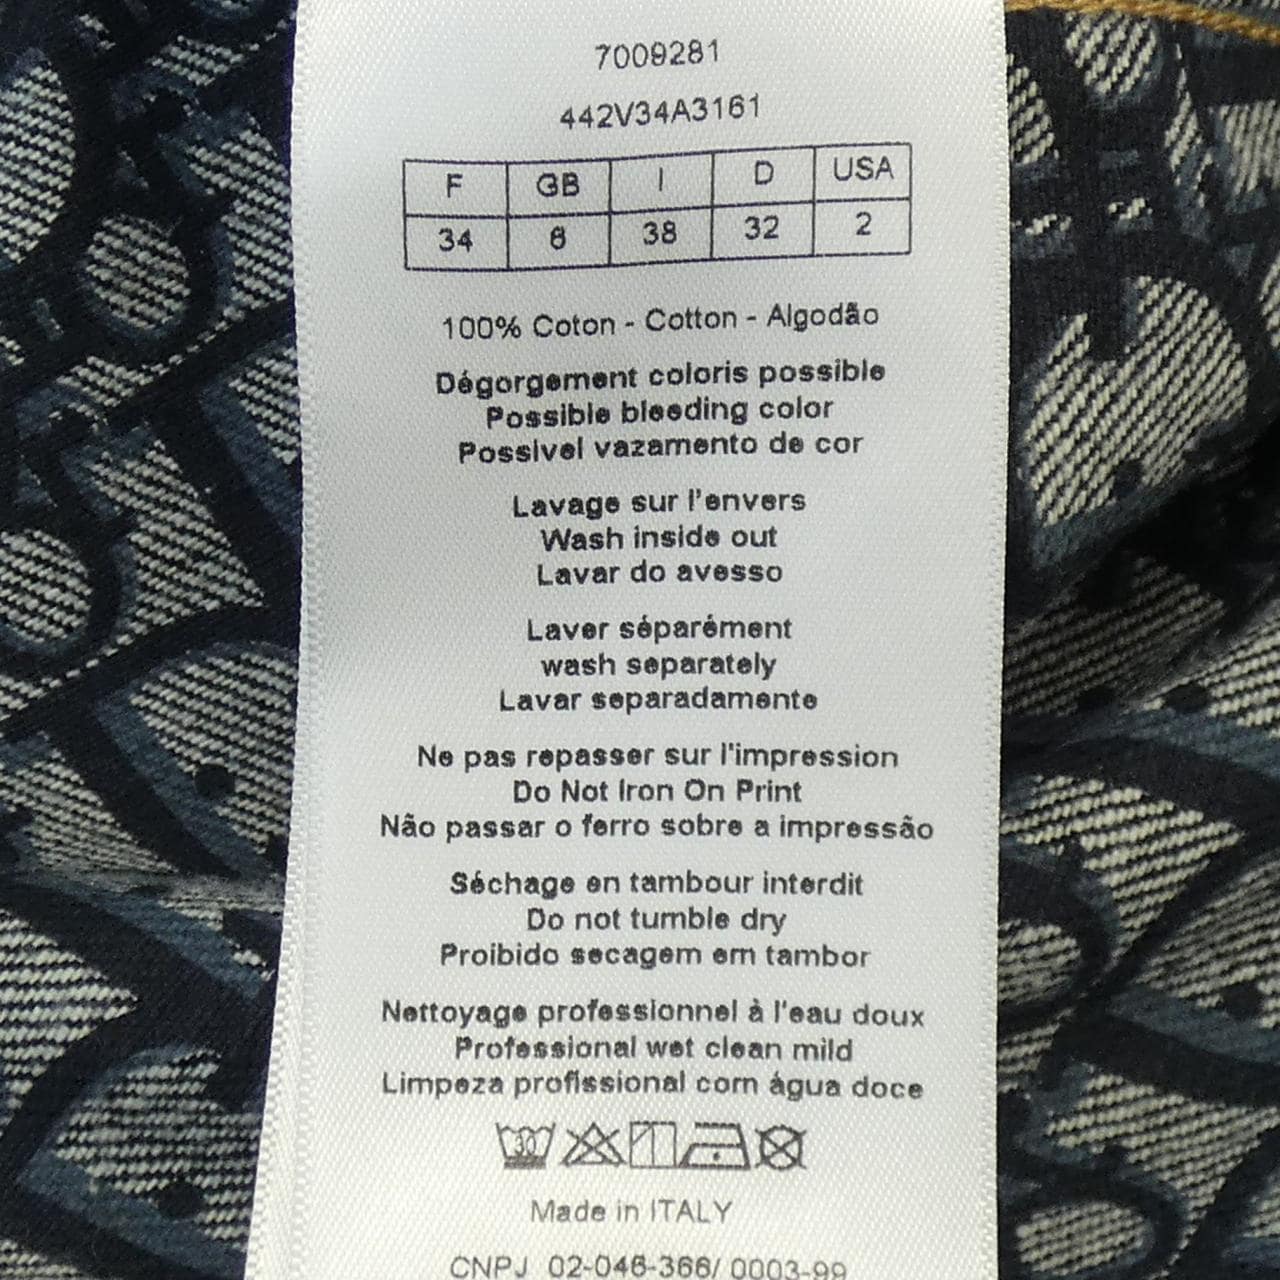 7009281
442V34A3161
F GB I D USA
34 6 38 32 2
100% Coton - Cotton - Algodão
Dégorgement coloris possible
Possible bleeding color
Possivel vazamento de cor
Lavage sur l'envers
Wash inside out
Lavar do avesso
Laver séparément
wash separately
Lavar separadamente
Ne pas repasser sur l'impression
Do Not Iron On Print
Não passar o ferro sobre a impressão
Séchage en tambour interdit
Do not tumble dry
Proibido secagem em tambor
Nettoyage professionnel à l'eau doux
Professional wet clean mild
Limpeza profissional com água doce
30
Made in ITALY
CNPJ 02-046-366/ 0003-99